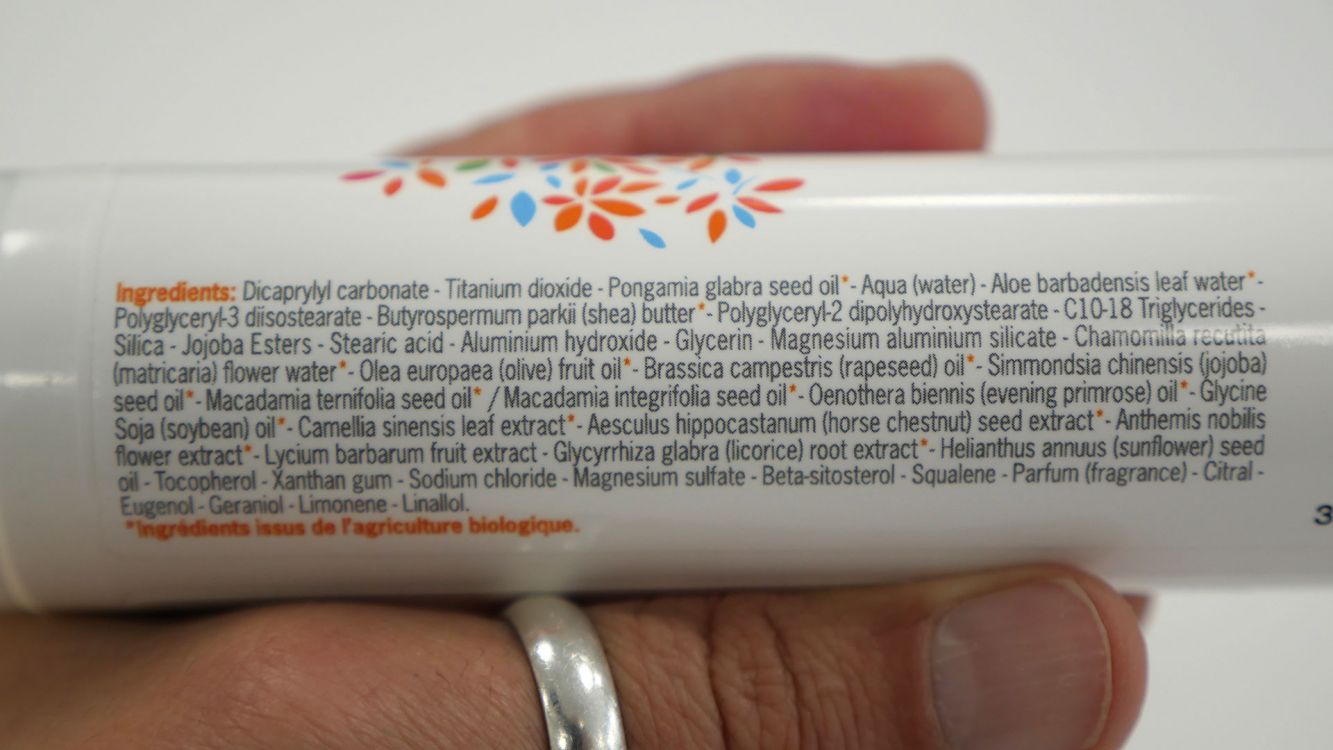 Ingredients: Dicaprylyl carbonate - Titanium dioxide - Pongamia glabra seed oil* - Aqua (water) - Aloe barbadensis leaf water* -
Polyglyceryl-3 diisostearate - Butyrospermum parkii (shea) butter* - Polyglyceryl-2 dipolyhydroxystearate - C10-18 Triglycerides -
Silica - Jojoba Esters - Stearic acid - Aluminium hydroxide - Glycerin - Magnesium aluminium silicate - Chamomilla recutita
(matricaria) flower water* - Olea europaea (olive) fruit oil* - Brassica campestris (rapeseed) oil* - Simmondsia chinensis (jojoba)
seed oil* - Macadamia ternifolia seed oil* / Macadamia integrifolia seed oil* - Oenothera biennis (evening primrose) oil* - Glycine
Soja (soybean) oil* - Camellia sinensis leaf extract* - Aesculus hippocastanum (horse chestnut) seed extract* - Anthemis nobilis
flower extract* - Lycium barbarum fruit extract - Glycyrrhiza glabra (licorice) root extract* - Helianthus annuus (sunflower) seed
oil - Tocopherol - Xanthan gum - Sodium chloride - Magnesium sulfate - Beta-sitosterol - Squalene - Parfum (fragrance) - Citral -
Eugenol - Geraniol - Limonene - Linallol.
*Ingrédients issus de l'agriculture biologique.
3